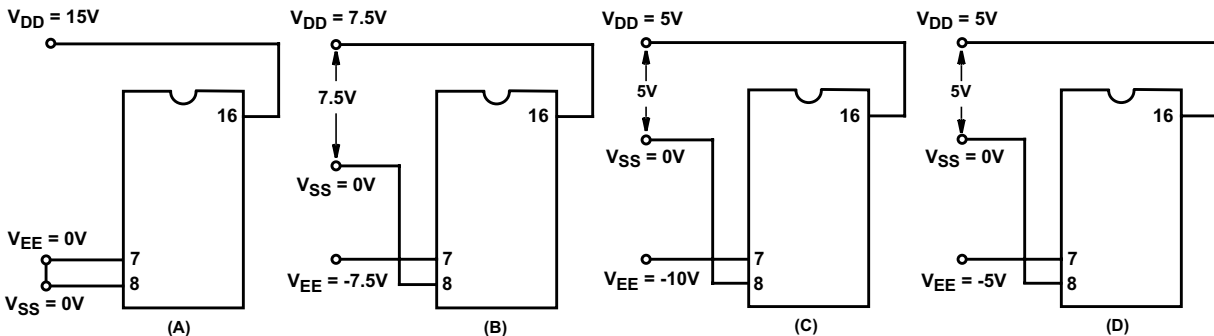 VDD = 15V
16
VEE = 0V
7
8
VSS = 0V
(A)
VDD = 7.5V
7.5V
16
VSS = 0V
7
VEE = -7.5V
8
(B)
VDD = 5V
5V
16
VSS = 0V
7
VEE = -10V
8
(C)
VDD = 5V
5V
16
VSS = 0V
7
VEE = -5V
8
(D)